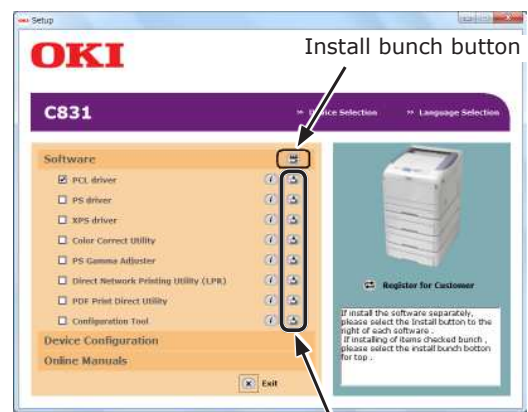 Setup
Install bunch button
OKI
C831
Device Selection
Language Selection
Software
PCL driver
PS driver
XPS driver
Color Correct Utility
PS Gamma Adjuster
Direct Network Printing Utility (LPR)
PDF Print Direct Utility
Configuration Tool
Device Configuration
Online Manuals
Exit
Register for Customer
If install the software separately,
please select the Install button to the
right of each software .
If installing of items checked bunch ,
please select the install bunch botton
for top .